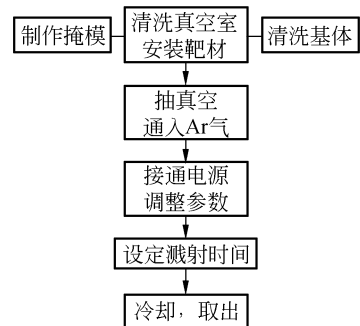 制作掩模
清洗真空室
安装靶材
清洗基体
抽真空
通入Ar气
接通电源
调整参数
设定溅射时间
冷却，取出